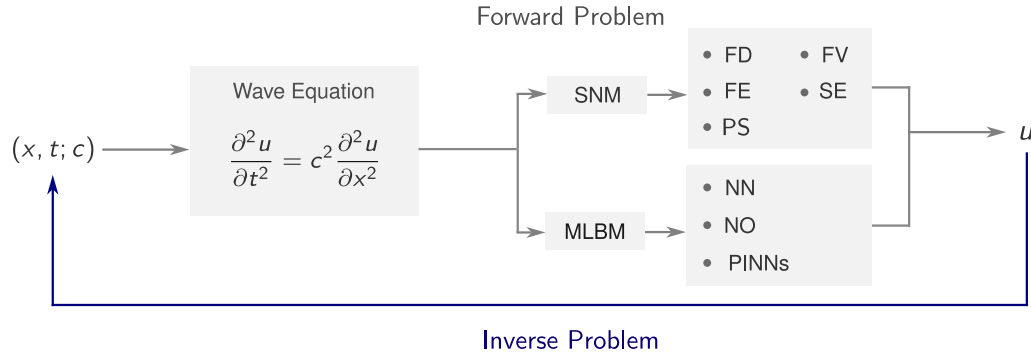 Forward Problem
(x, t; c)
Wave Equation
∂²u/∂t² = c² ∂²u/∂x²
SNM
• FD • FV
• FE • SE
• PS
MLBM
• NN
• NO
• PINNs
u
Inverse Problem